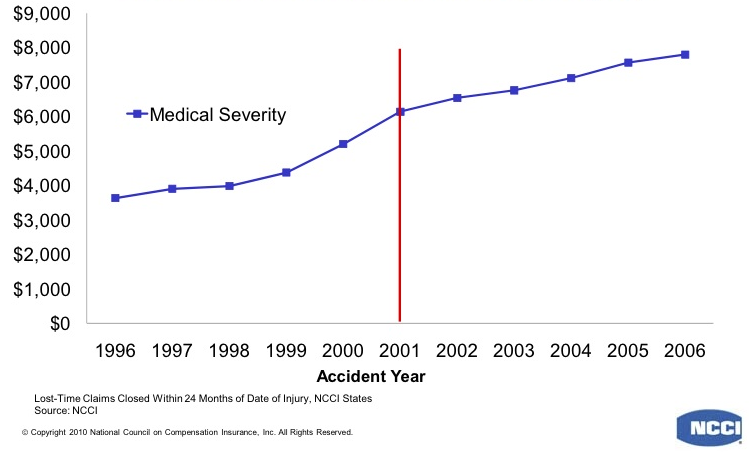 $9,000
$8,000
$7,000
$6,000
$5,000
$4,000
$3,000
$2,000
$1,000
$0
Medical Severity
1996 1997 1998 1999 2000 2001 2002 2003 2004 2005 2006
Accident Year
Lost-Time Claims Closed Within 24 Months of Date of Injury, NCCI States
Source: NCCI
© Copyright 2010 National Council on Compensation Insurance, Inc. All Rights Reserved.
NCCI